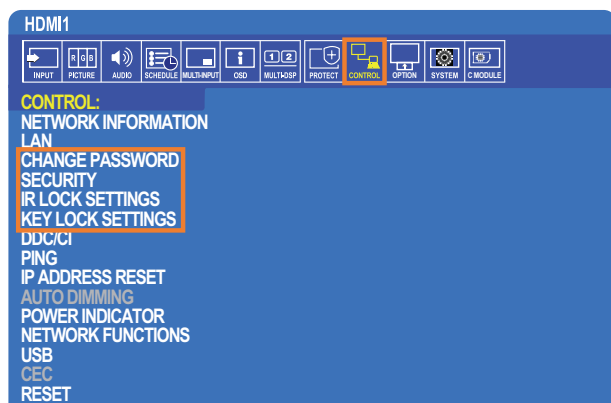 HDMI1
RGB
12
INPUT PICTURE AUDIO SCHEDULE MULTI-INPUT OSD MULTI-DSP PROTECT CONTROL OPTION SYSTEM C MODULE
CONTROL:
NETWORK INFORMATION
LAN
CHANGE PASSWORD
SECURITY
IR LOCK SETTINGS
KEY LOCK SETTINGS
DDC/CI
PING
IP ADDRESS RESET
AUTO DIMMING
POWER INDICATOR
NETWORK FUNCTIONS
USB
CEC
RESET